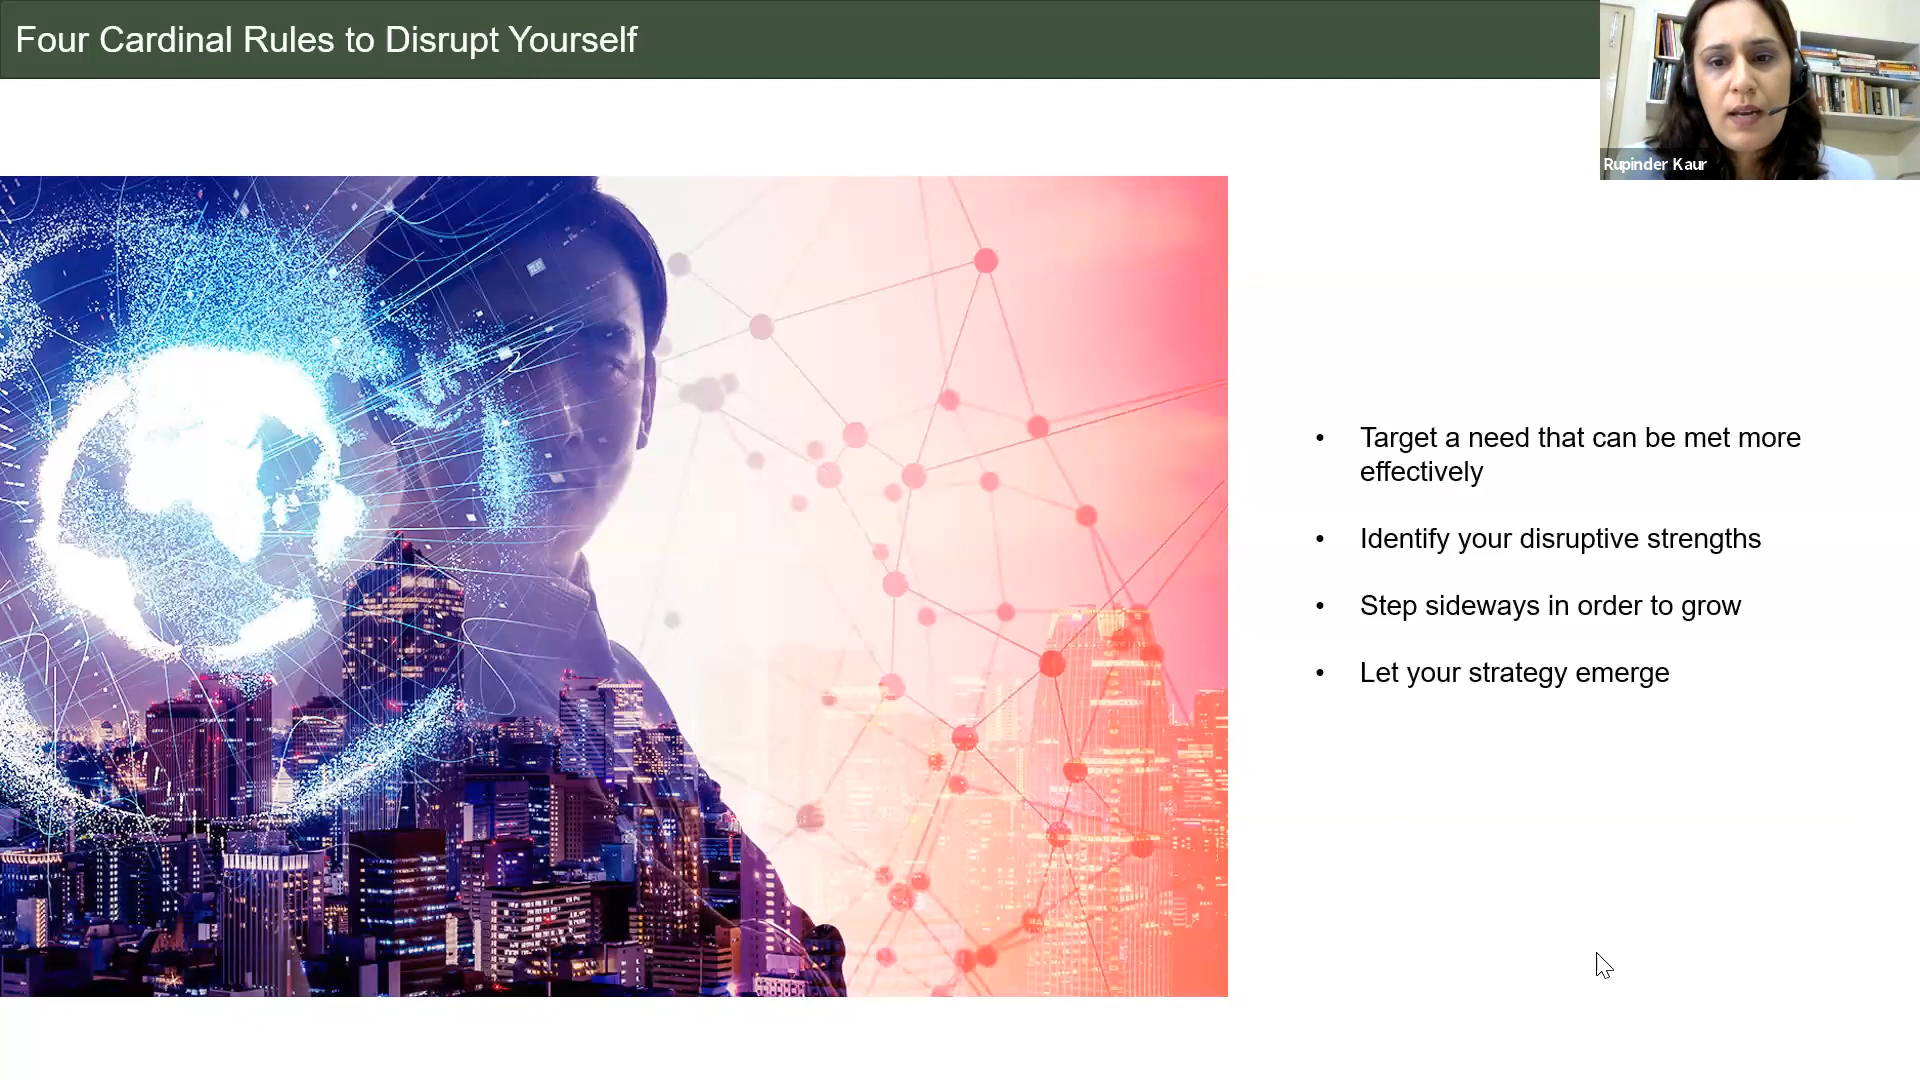 Four Cardinal Rules to Disrupt Yourself
Rupinder Kaur
• Target a need that can be met more
effectively
• Identify your disruptive strengths
• Step sideways in order to grow
• Let your strategy emerge